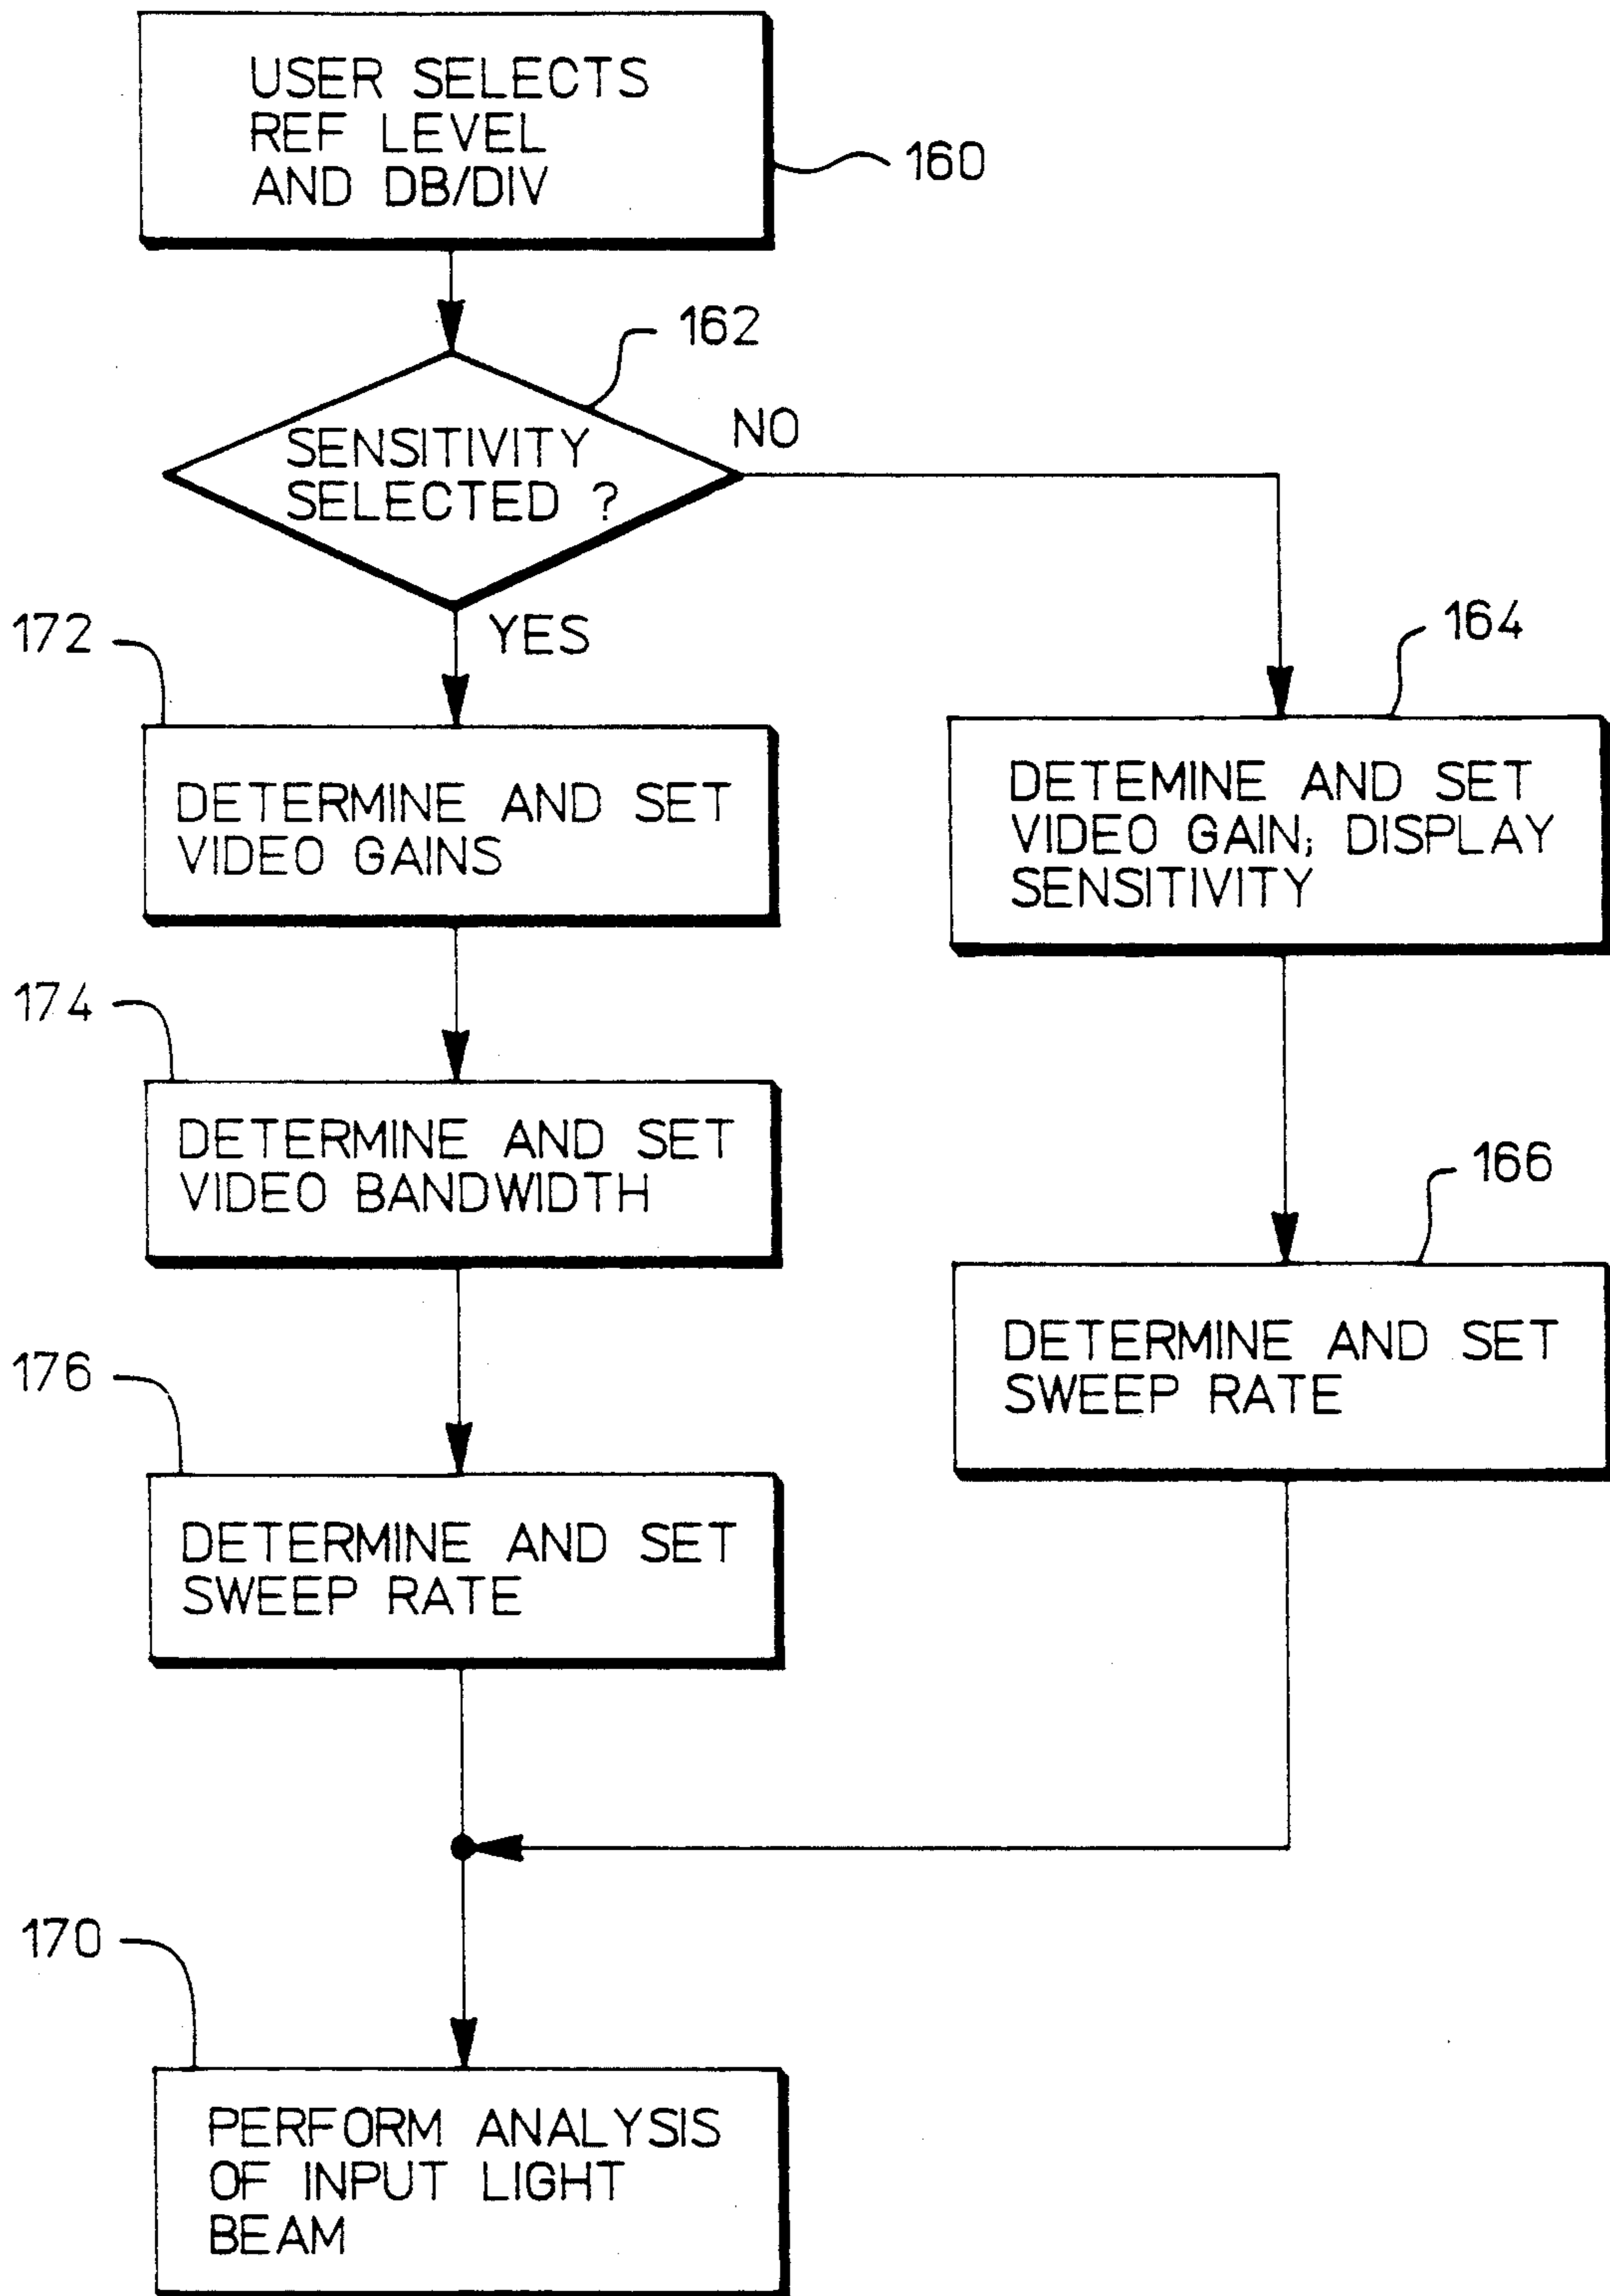 USER SELECTS
REF LEVEL
AND DB/DIV
160
162
SENSITIVITY
SELECTED ?
NO
YES
172
DETERMINE AND SET
VIDEO GAINS
164
DETEMINE AND SET
VIDEO GAIN; DISPLAY
SENSITIVITY
174
DETERMINE AND SET
VIDEO BANDWIDTH
166
DETERMINE AND SET
SWEEP RATE
176
DETERMINE AND SET
SWEEP RATE
170
PERFORM ANALYSIS
OF INPUT LIGHT
BEAM